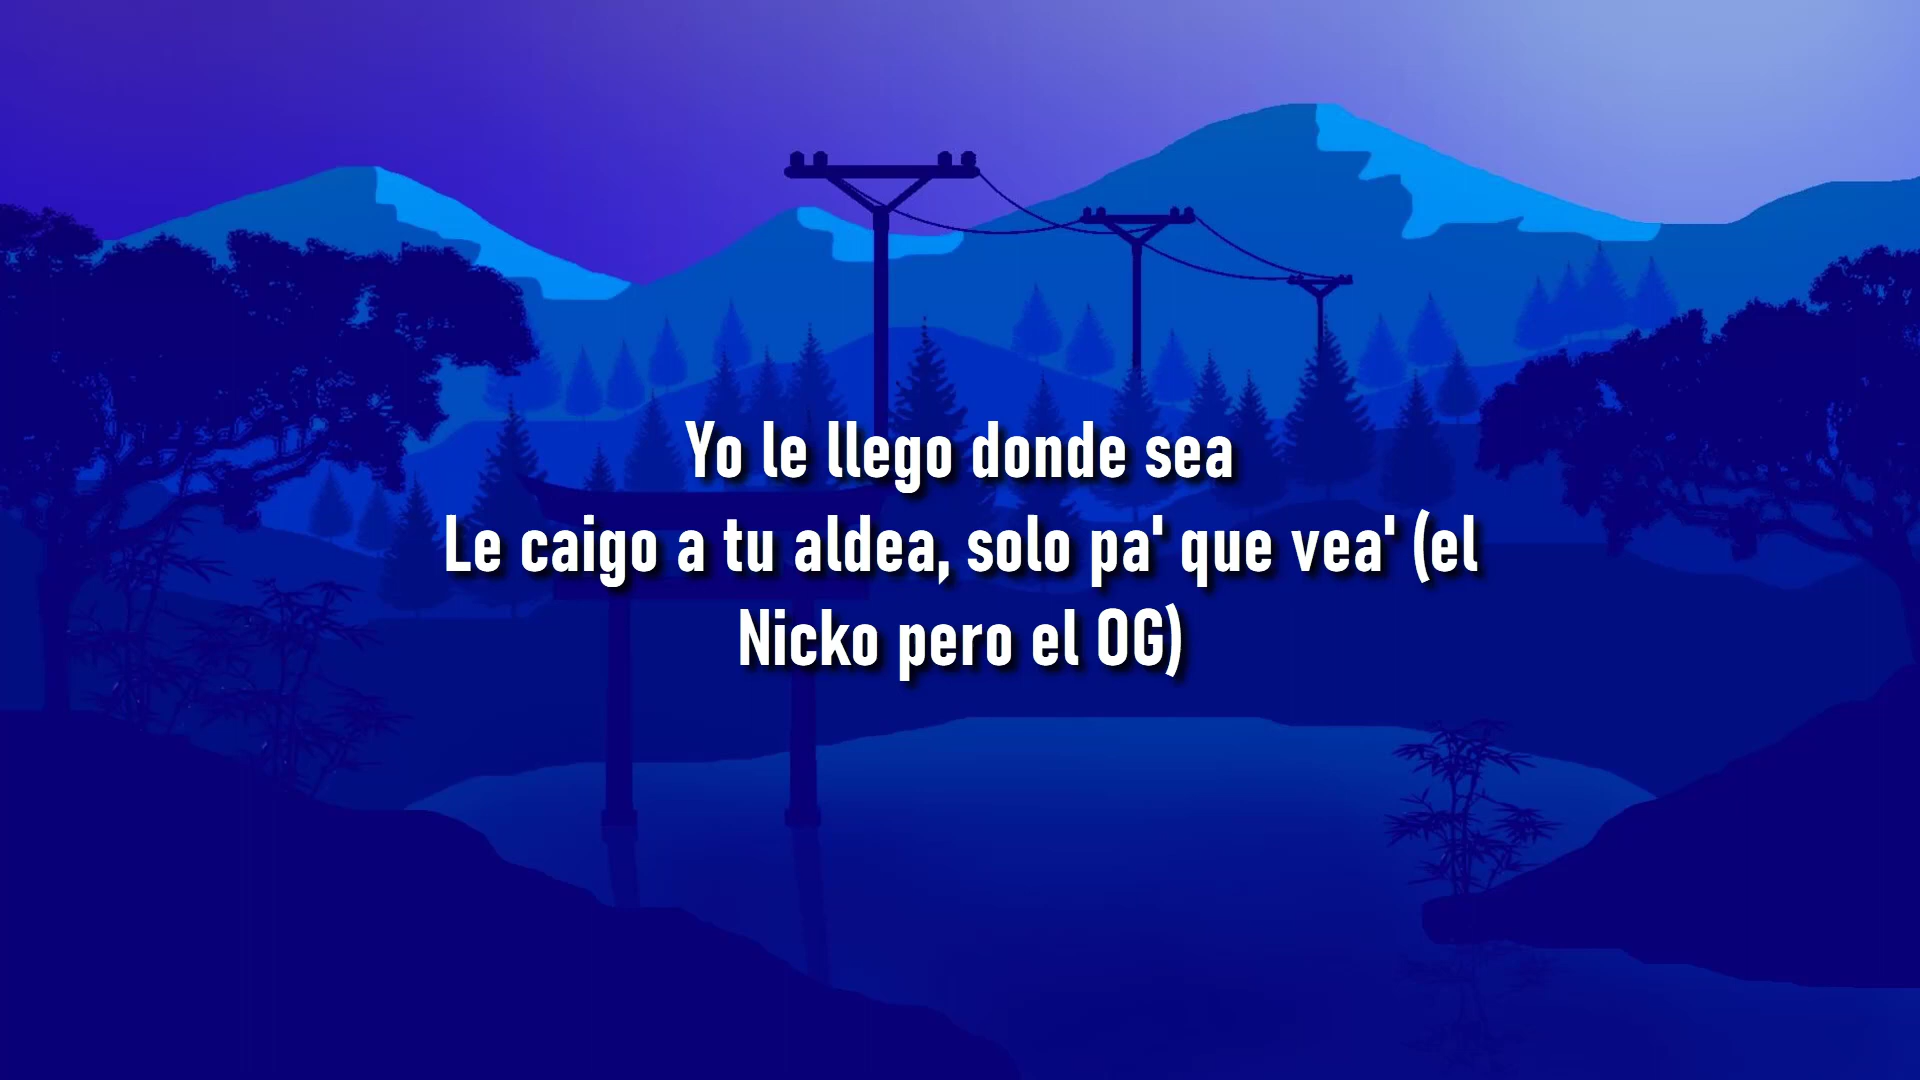 Yo le llego donde sea
Le caigo a tu aldea, solo pa' que vea' (el
Nicko pero el OG)